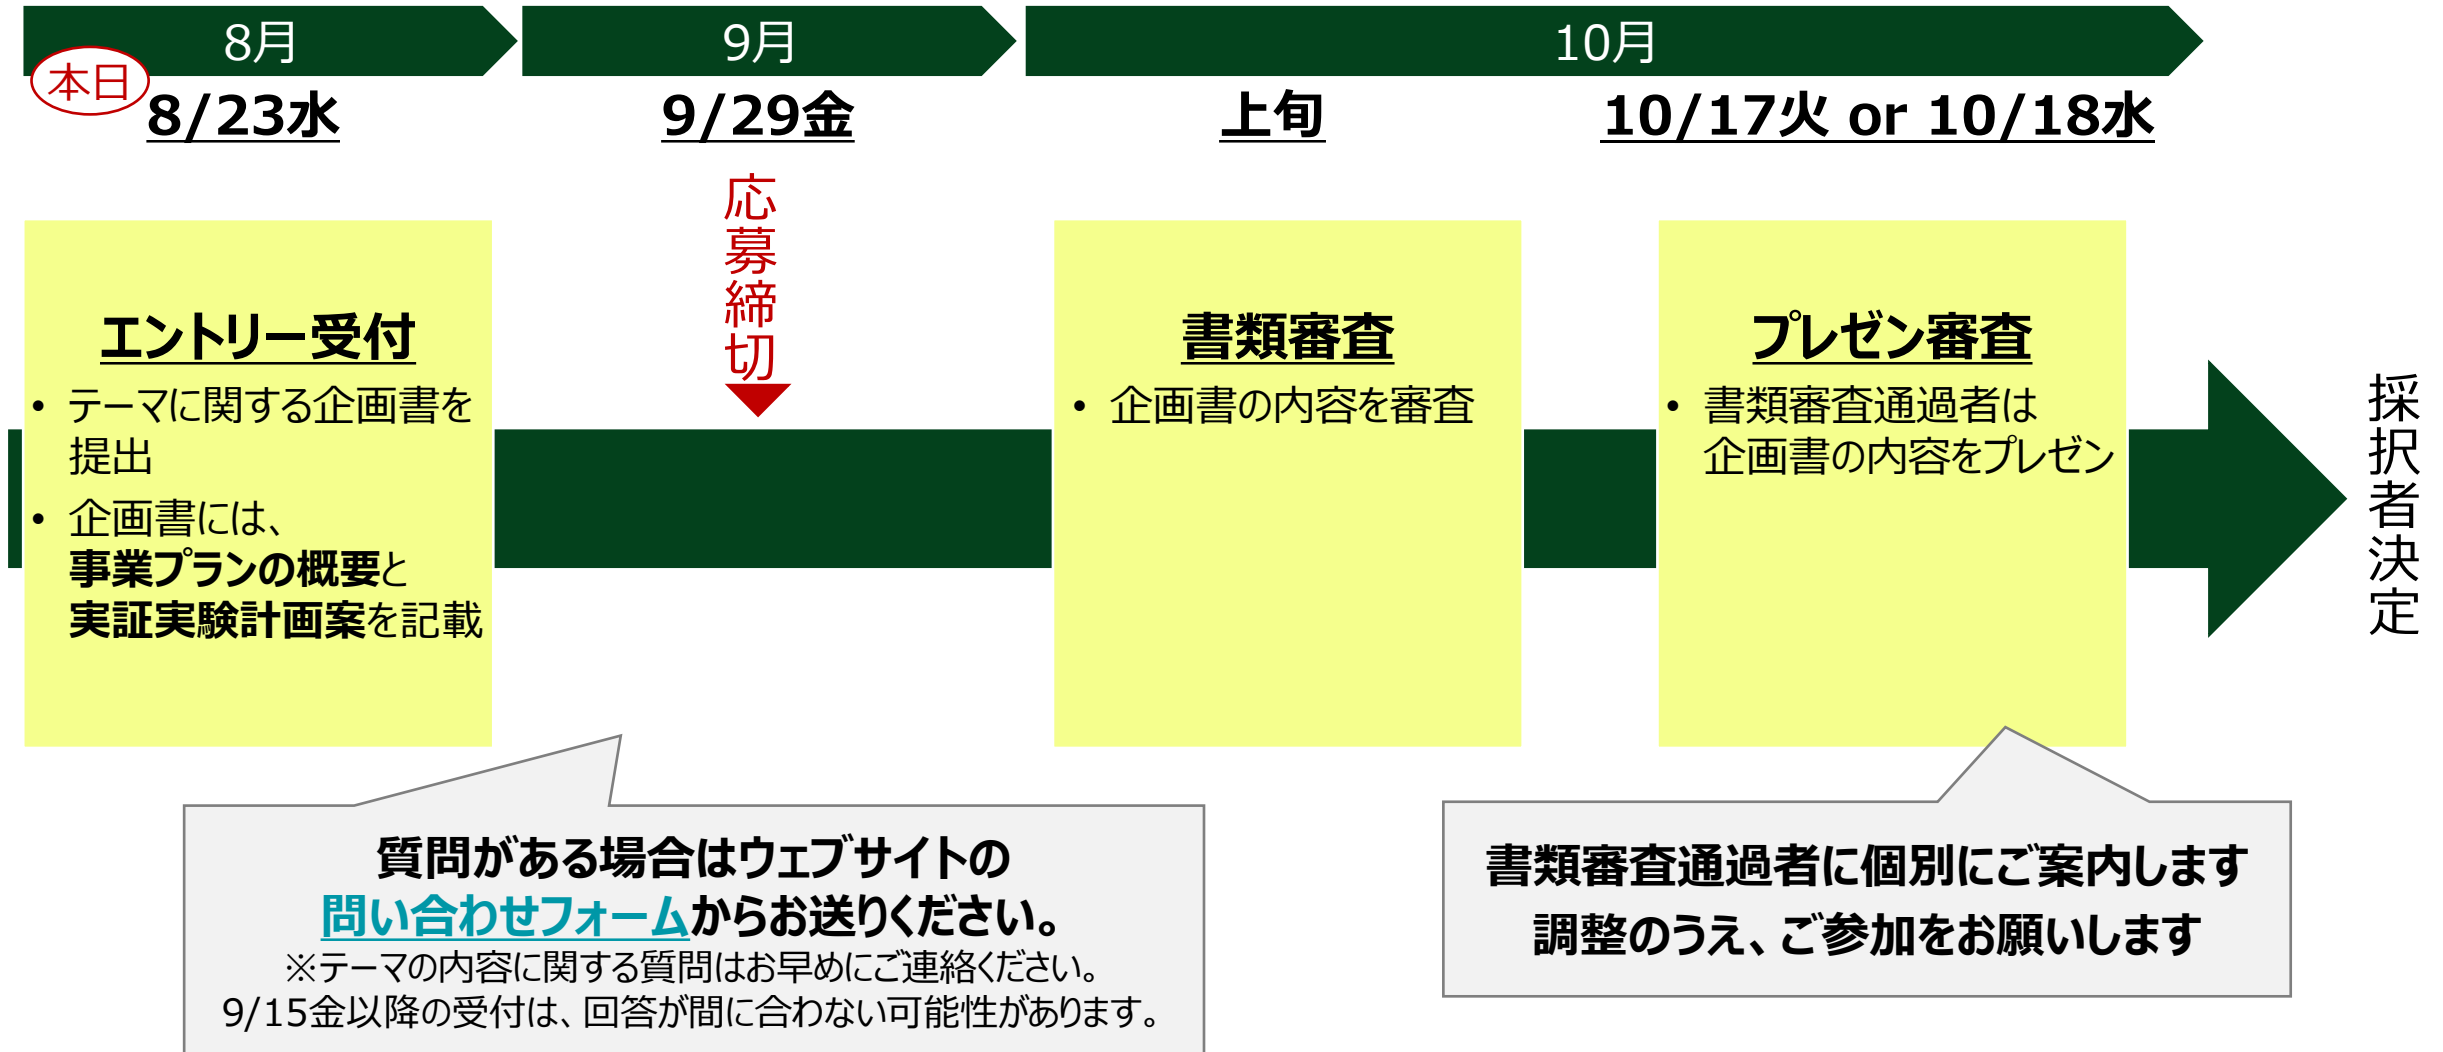 8月
9月
10月
本日
8/23水
9/29金
上旬
10/17火 or 10/18水
応募締切
エントリー受付
• テーマに関する企画書を
提出
• 企画書には、
事業プランの概要と
実証実験計画案を記載
書類審査
• 企画書の内容を審査
プレゼン審査
• 書類審査通過者は
企画書の内容をプレゼン
採択者決定
質問がある場合はウェブサイトの
問い合わせフォームからお送りください。
※テーマの内容に関する質問はお早めにご連絡ください。
9/15金以降の受付は、回答が間に合わない可能性があります。
書類審査通過者に個別にご案内します
調整のうえ、ご参加をお願いします